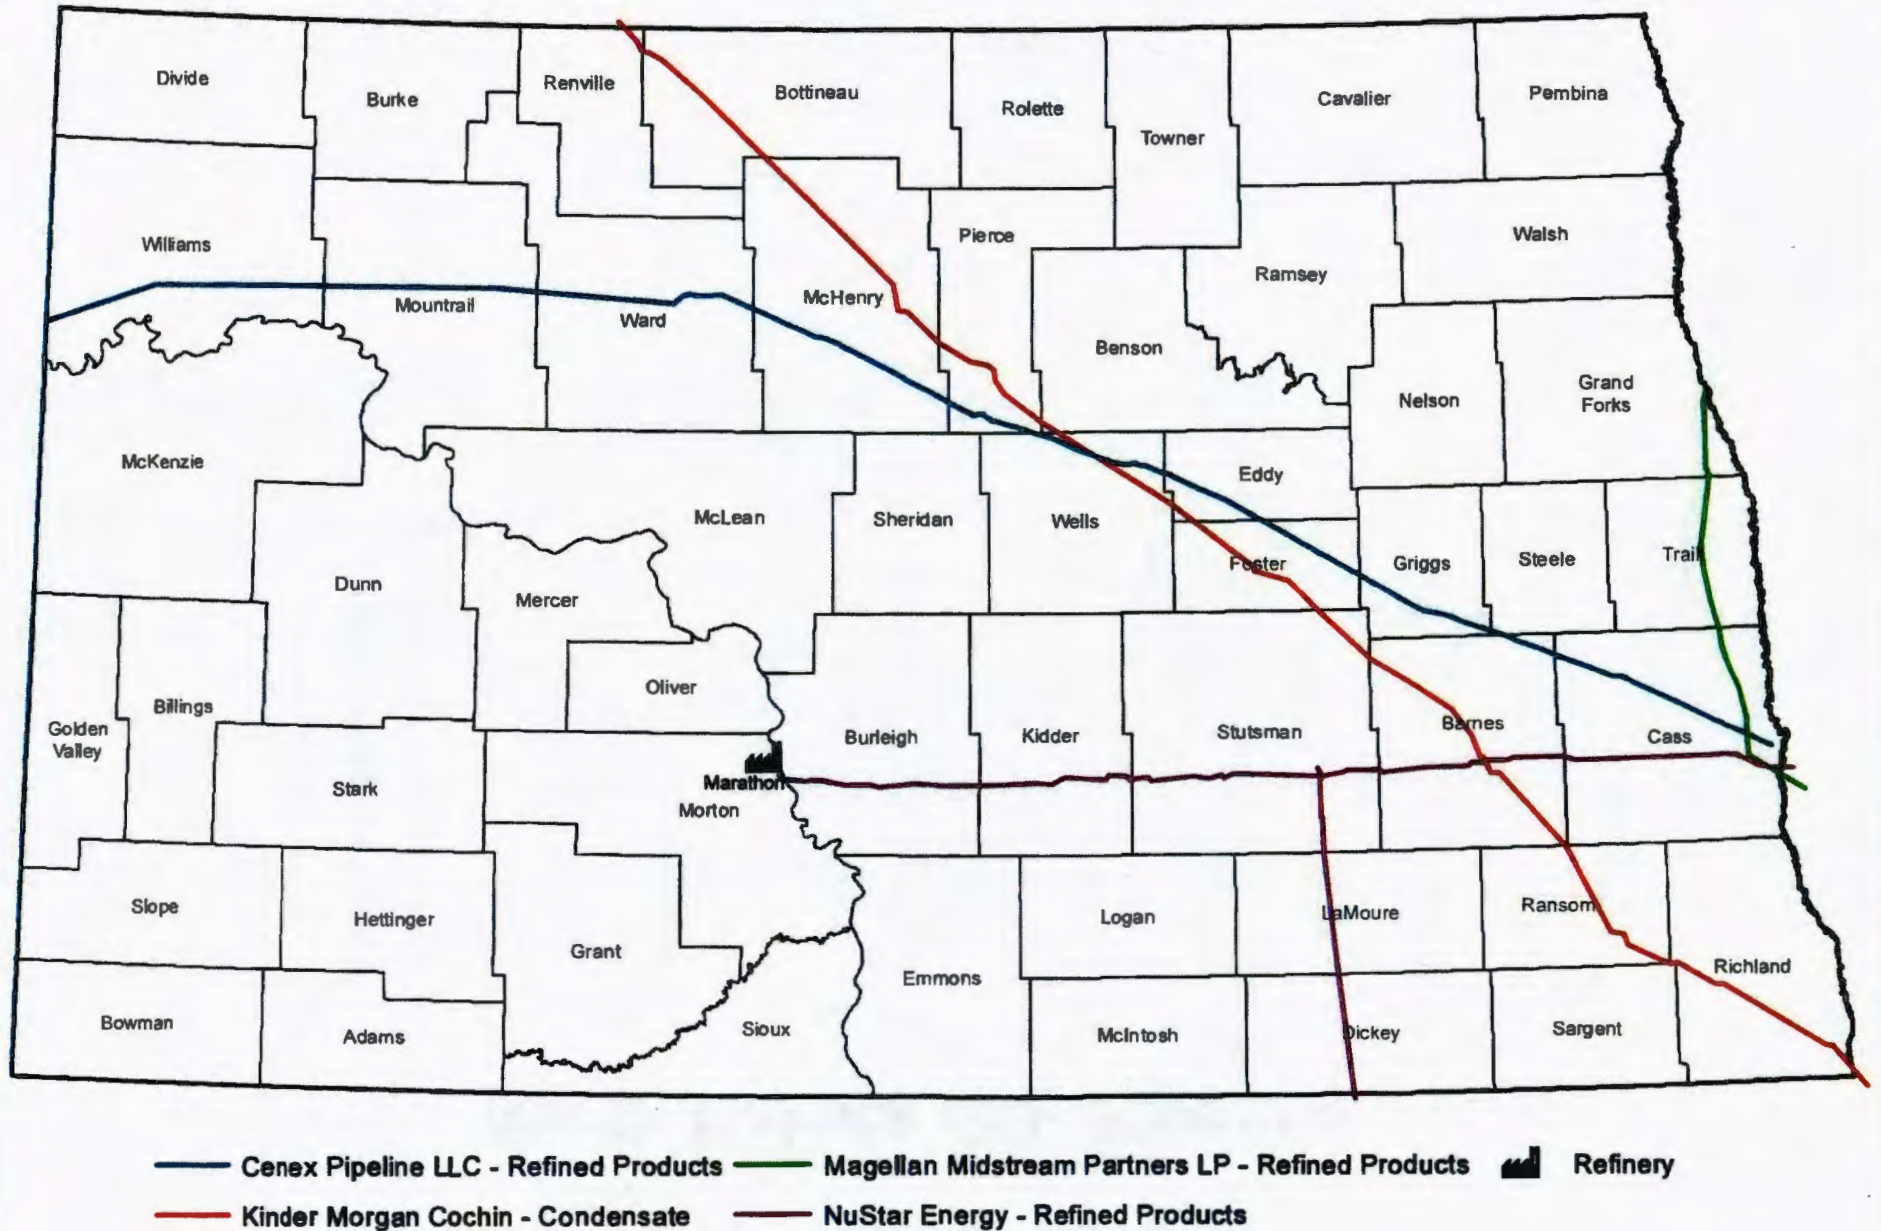 Divide
Burke
Renville
Bottineau
Rolette
Towner
Cavalier
Pembina
Williams
Mountrail
Ward
McHenry
Pierce
Benson
Ramsey
Walsh
Nelson
Grand
Forks
McKenzie
Dunn
Mercer
McLean
Sheridan
Wells
Eddy
Foster
Griggs
Steele
Traill
Golden
Valley
Billings
Stark
Oliver
Marathon
Morton
Burleigh
Kidder
Stutsman
Barnes
Cass
Slope
Hettinger
Grant
Bowman
Adams
Sioux
Emmons
Logan
McIntosh
LaMoure
Dickey
Ransom
Sargent
Richland
Cenex Pipeline LLC - Refined Products
Magellan Midstream Partners LP - Refined Products
Refinery
Kinder Morgan Cochin - Condensate
NuStar Energy - Refined Products